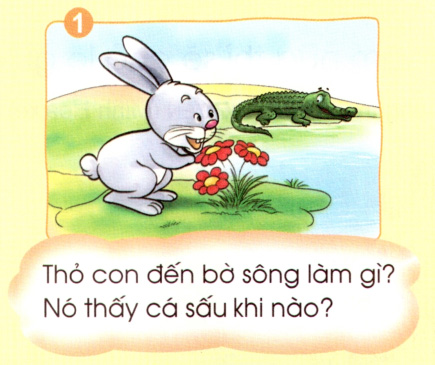 1
Thỏ con đến bờ sông làm gì?
Nó thấy cá sấu khi nào?